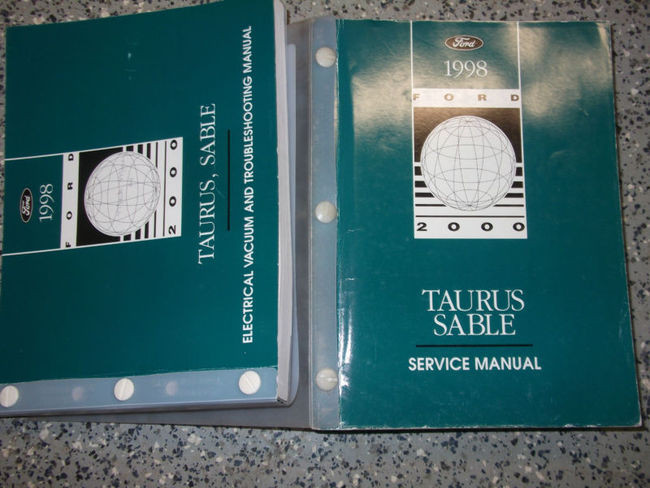 Ford
1998
FORD
2000
TAURUS, SABLE
ELECTRICAL VACUUM AND TROUBLESHOOTING MANUAL
Ford
1998
FORD
2000
TAURUS
SABLE
SERVICE MANUAL